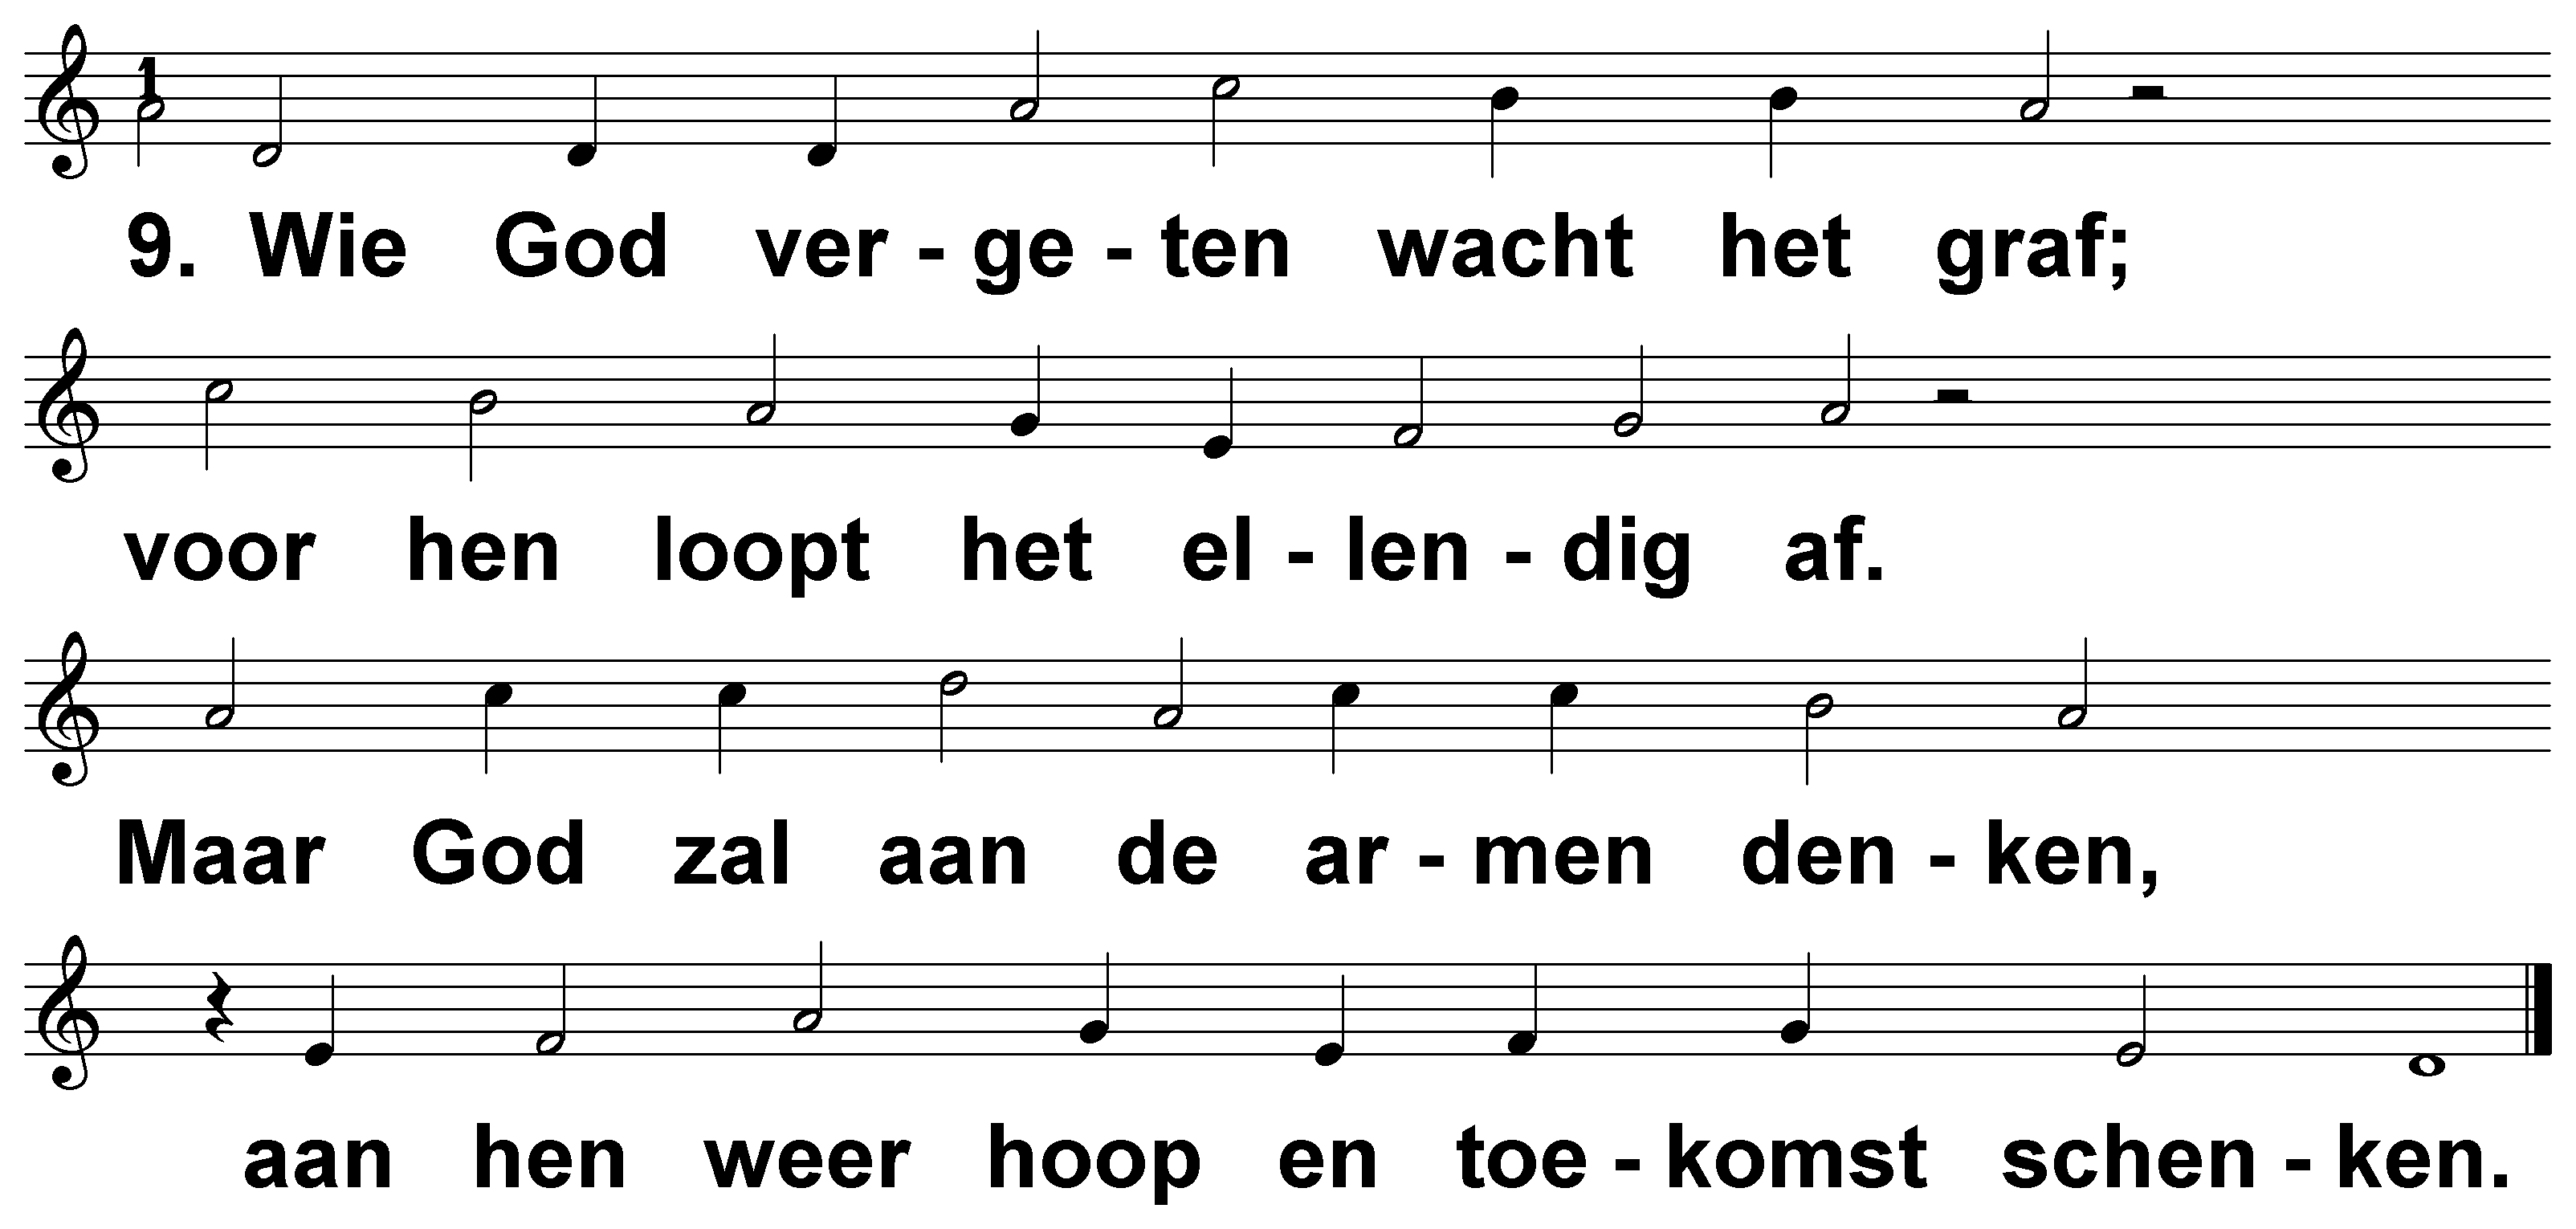 1
9. Wie God ver - ge - ten wacht het graf;
voor hen loopt het el - len - dig af.
Maar God zal aan de ar - men den - ken,
aan hen weer hoop en toe - komst schen - ken.